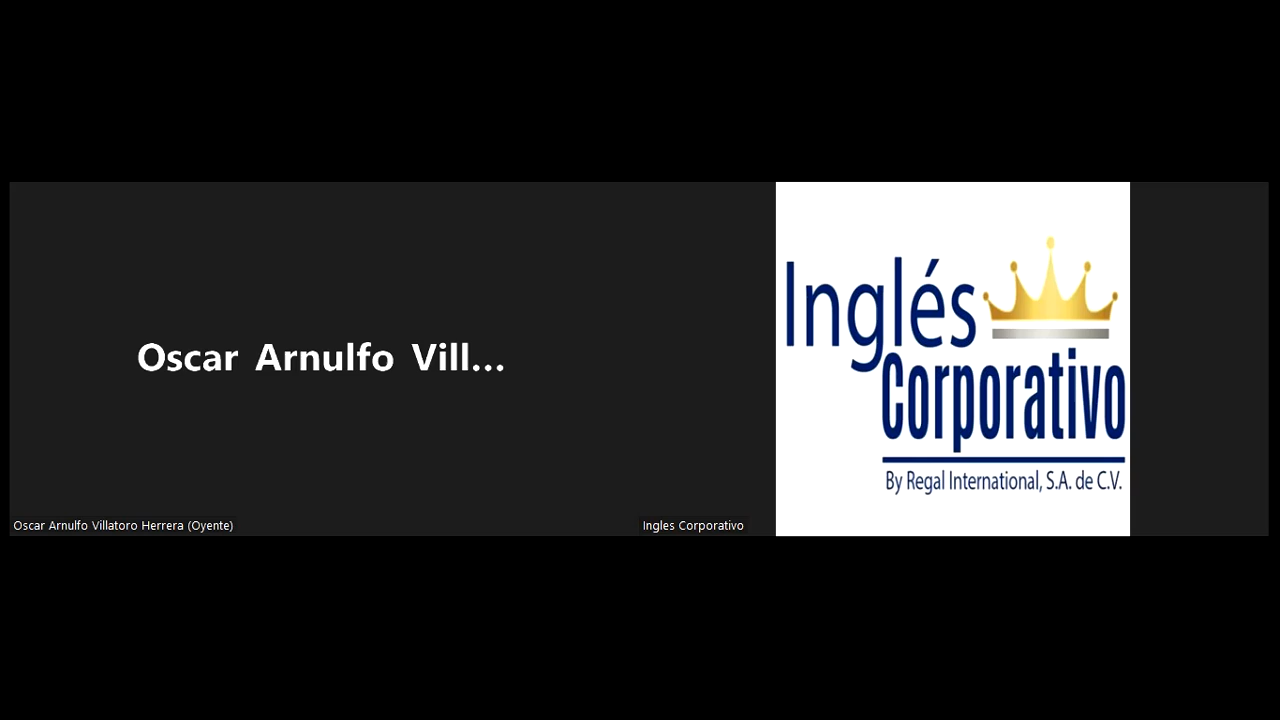 Oscar Arnulfo Vill...
Oscar Arnulfo Villatoro Herrera (Oyente)
Inglés
Corporativo
By Regal International, S.A. de C.V.
Ingles Corporativo